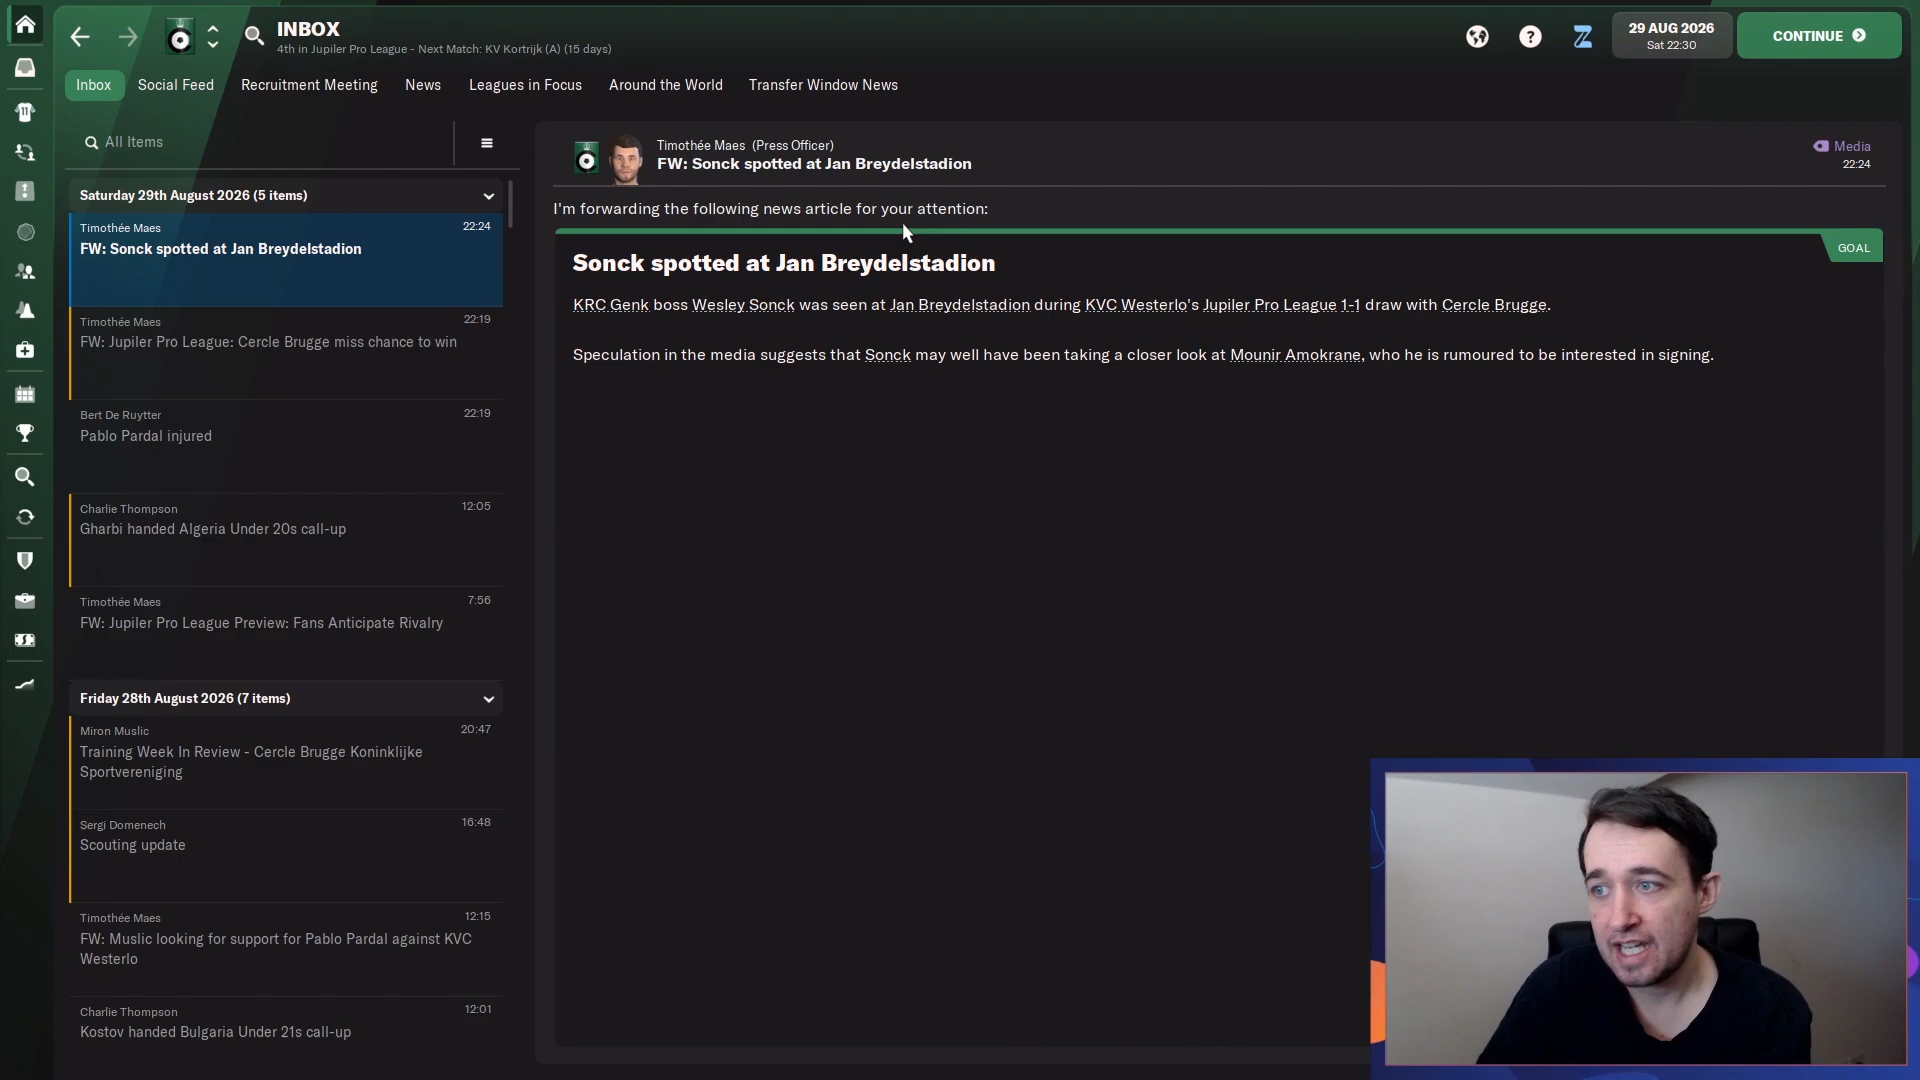 INBOX
4th in Jupiler Pro League - Next Match: KV Kortrijk (A) (15 days)
29 AUG 2026
Sat 22:30
CONTINUE
Inbox
Social Feed
Recruitment Meeting
News
Leagues in Focus
Around the World
Transfer Window News
All Items
Saturday 29th August 2026 (5 items)
Timothée Maes
22:24
FW: Sonck spotted at Jan Breydelstadion
Timothée Maes
22:19
FW: Jupiler Pro League: Cercle Brugge miss chance to win
Bert De Ruytter
22:19
Pablo Pardal injured
Charlie Thompson
12:05
Gharbi handed Algeria Under 20s call-up
Timothée Maes
7:56
FW: Jupiler Pro League Preview: Fans Anticipate Rivalry
Friday 28th August 2026 (7 items)
Miron Muslic
20:47
Training Week In Review - Cercle Brugge Koninklijke
Sportvereniging
Sergi Domenech
16:48
Scouting update
Timothée Maes
12:15
FW: Muslic looking for support for Pablo Pardal against KVC
Westerlo
Charlie Thompson
12:01
Kostov handed Bulgaria Under 21s call-up
Timothée Maes (Press Officer)
FW: Sonck spotted at Jan Breydelstadion
Media
22:24
I'm forwarding the following news article for your attention:
GOAL
Sonck spotted at Jan Breydelstadion
KRC Genk boss Wesley Sonck was seen at Jan Breydelstadion during KVC Westerlo's Jupiler Pro League 1-1 draw with Cercle Brugge.
Speculation in the media suggests that Sonck may well have been taking a closer look at Mounir Amokrane, who he is rumoured to be interested in signing.